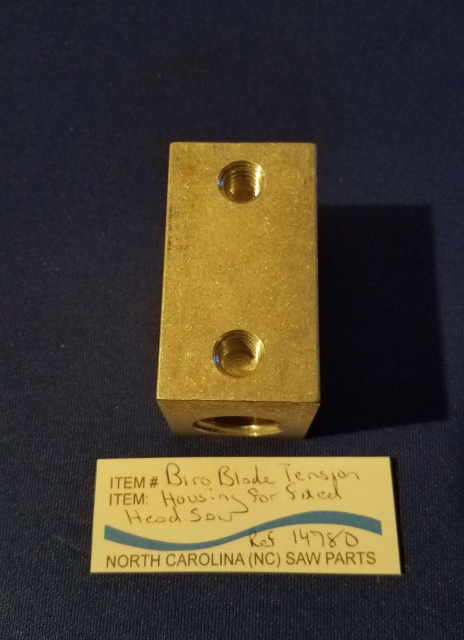 ITEM # Biro Blade Tension
ITEM: Housing for Fixed
Head Saw
Ref 14780
NORTH CAROLINA (NC) SAW PARTS